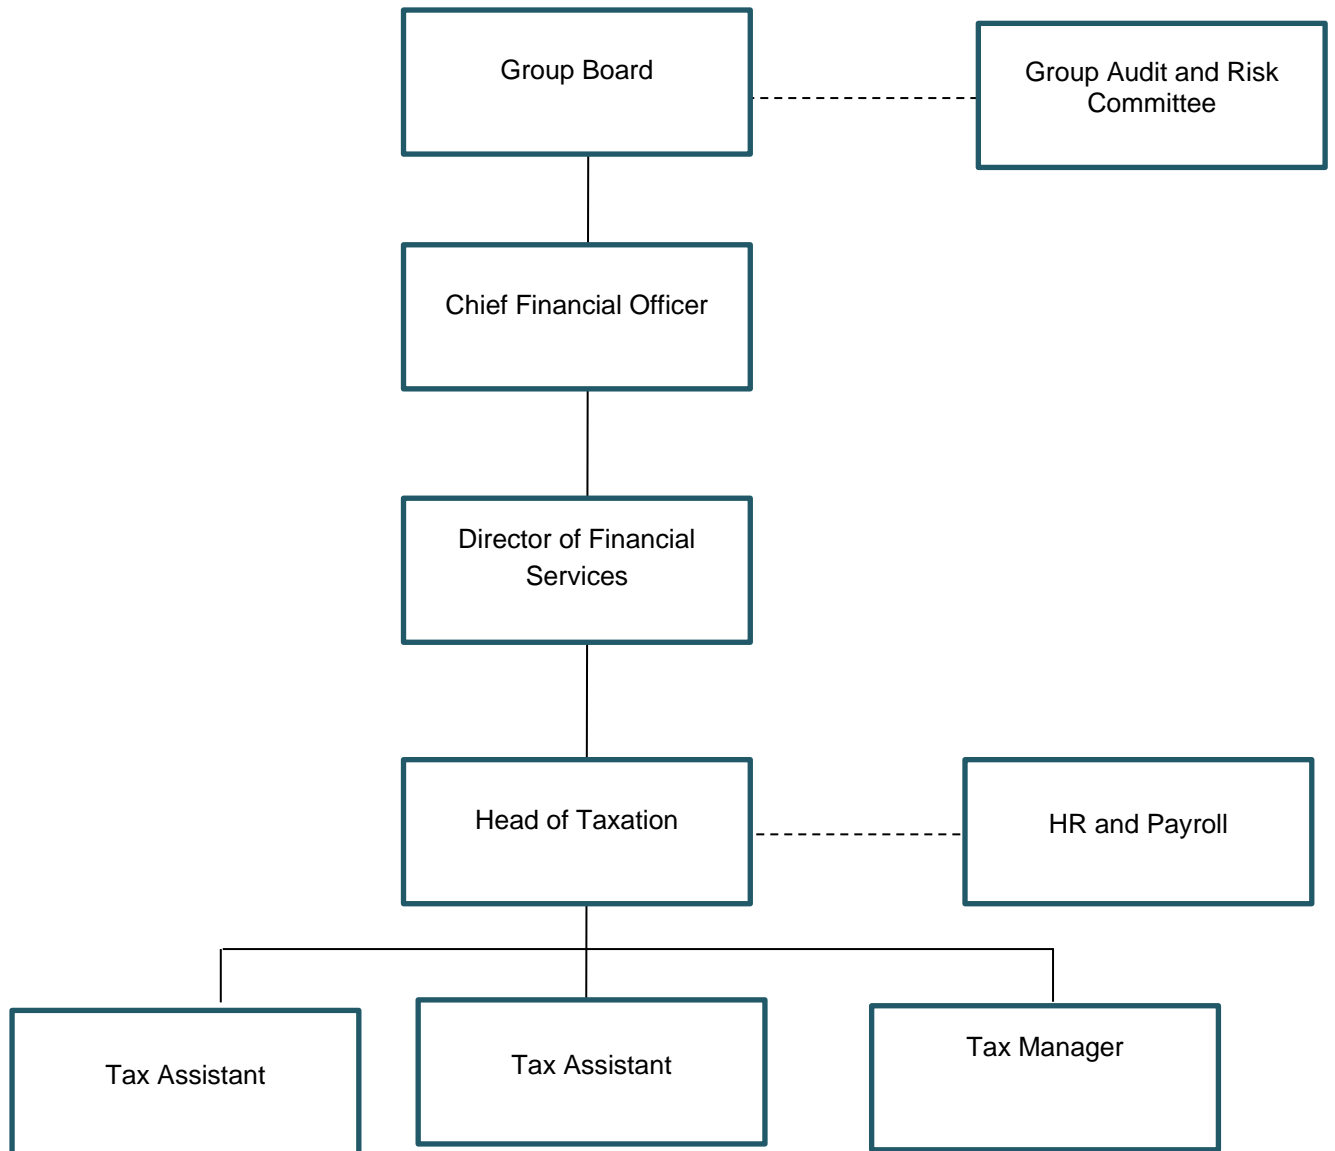 Group Board
Group Audit and Risk
Committee
Chief Financial Officer
Director of Financial
Services
Head of Taxation
HR and Payroll
Tax Assistant
Tax Assistant
Tax Manager